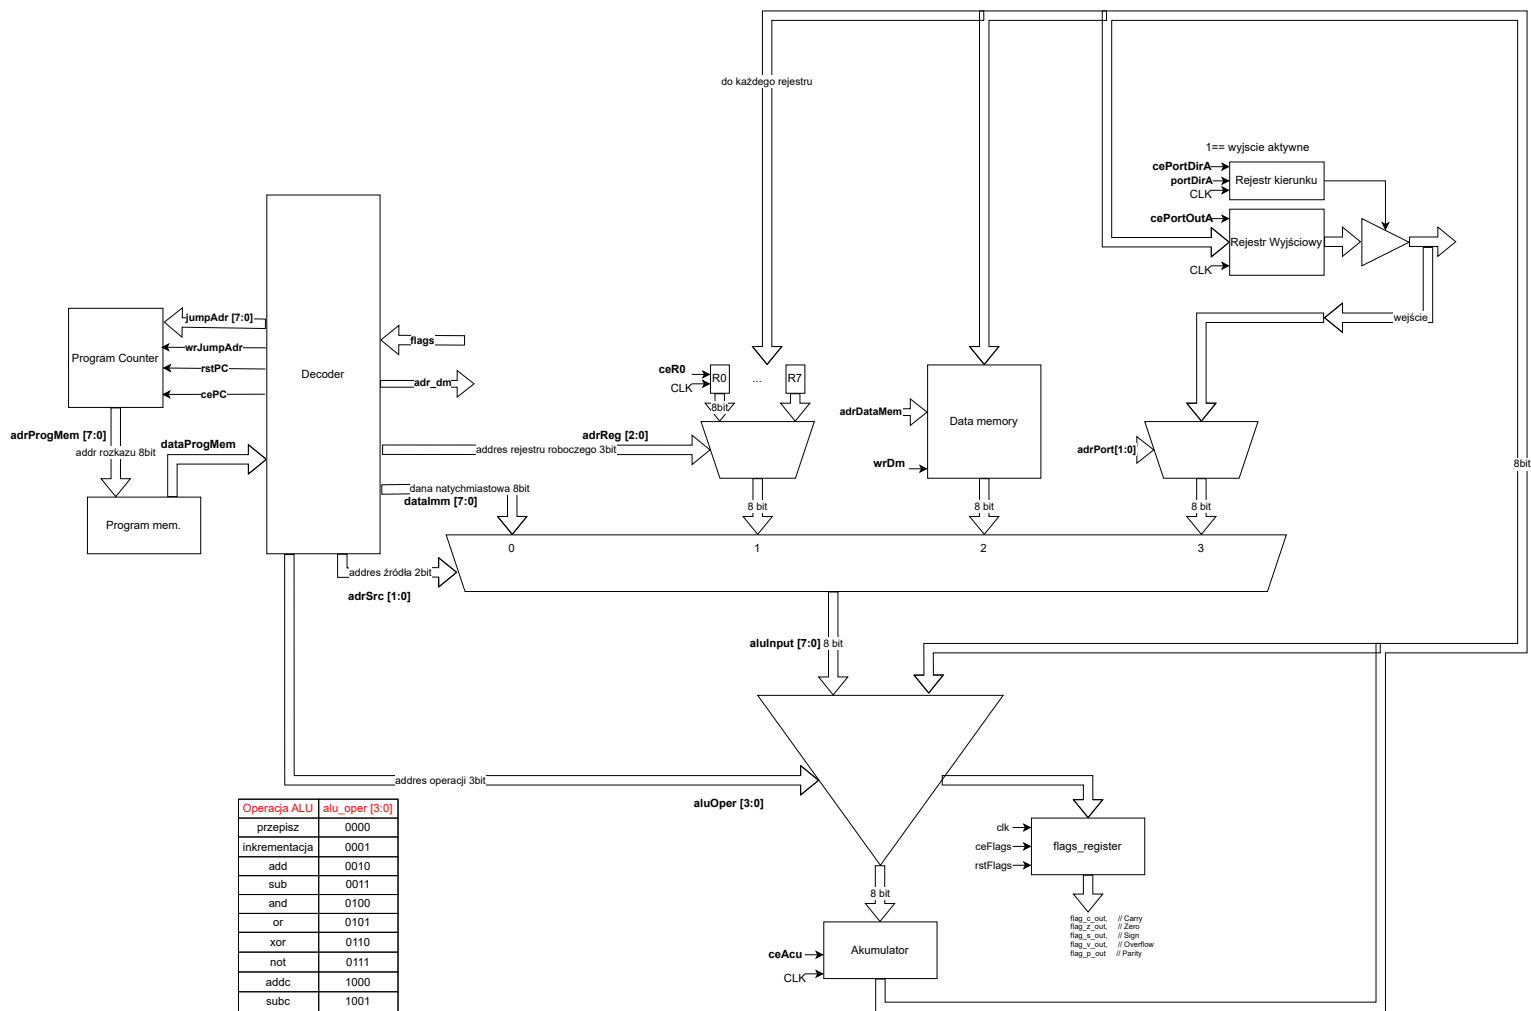 do każdego rejestru
1== wyjscie aktywne
cePortDirA
portDirA
CLK
Rejestr kierunku
cePortOutA
Rejestr Wyjściowy
CLK
jumpAdr [7:0]
wrJumpAdr
rstPC
cePC
Program Counter
Decoder
flags
adr_dm
wejście
ceR0
CLK
R0
...
R7
8bit
adrDataMem
Data memory
wrDm
adrPort[1:0]
8bit
adrProgMem [7:0]
addr rozkazu 8bit
dataProgMem
adrReg [2:0]
addres rejestru roboczego 3bit
dana natychmiastowa 8bit
dataImm [7:0]
Program mem.
8 bit
8 bit
8 bit
0
1
2
3
addres źródła 2bit
adrSrc [1:0]
aluInput [7:0]
8 bit
addres operacji 3bit
aluOper [3:0]
Operacja ALU alu_oper [3:0]
przepisz 0000
inkrementacja 0001
add 0010
sub 0011
and 0100
or 0101
xor 0110
not 0111
addc 1000
subc 1001
clk
ceFlags
rstFlags
flags_register
8 bit
flag_c_out, // Carry
flag_z_out, // Zero
flag_s_out, // Sign
flag_v_out, // Overflow
flag_p_out // Parity
ceAcu
CLK
Akumulator